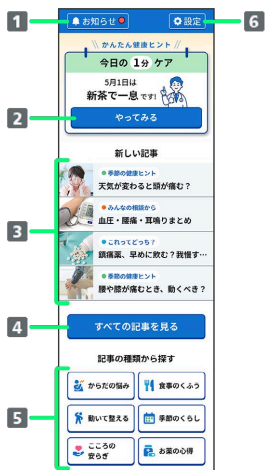 1
お知らせ
設定
6
かんたん健康ヒント
今日の 1分 ケア
5月1日は
新茶で一息です!
2
やってみる
新しい記事
季節の健康ヒント
天気が変わると頭が痛む?
みんなの相談から
血圧・腰痛・耳鳴りまとめ
3
これってどっち?
鎮痛薬、早めに飲む?我慢す…
季節の健康ヒント
腰や膝が痛むとき、動くべき?
4
すべての記事を見る
記事の種類から探す
からだの悩み
食事のくふう
5
動いて整える
季節のくらし
こころの
安らぎ
お薬の心得